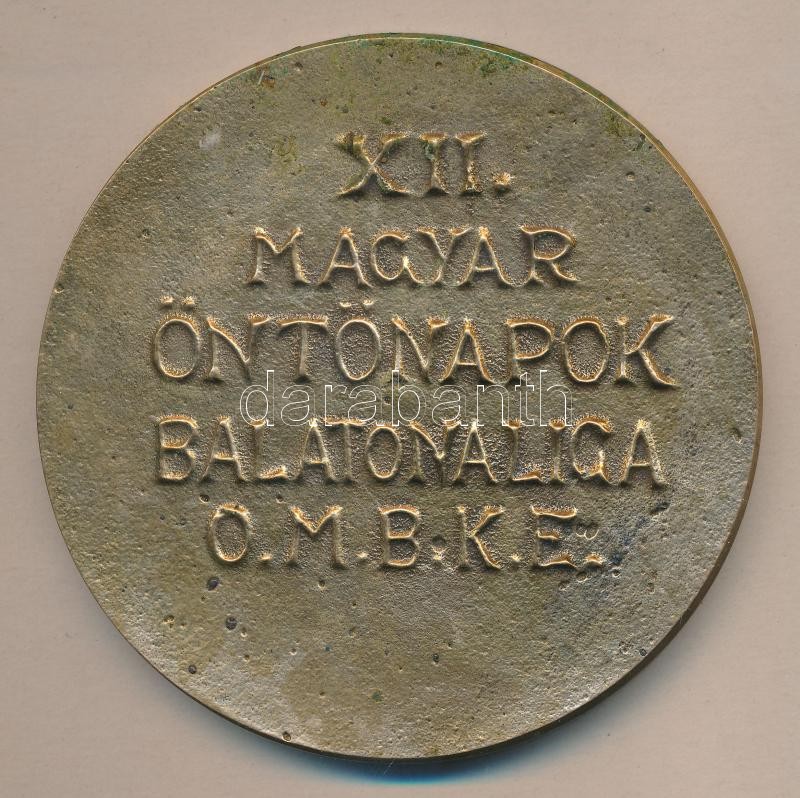 XII.
MAGYAR
ÖNTŐNAPOK
BALATONALIGA
O.M.B.K.E.
darabanth